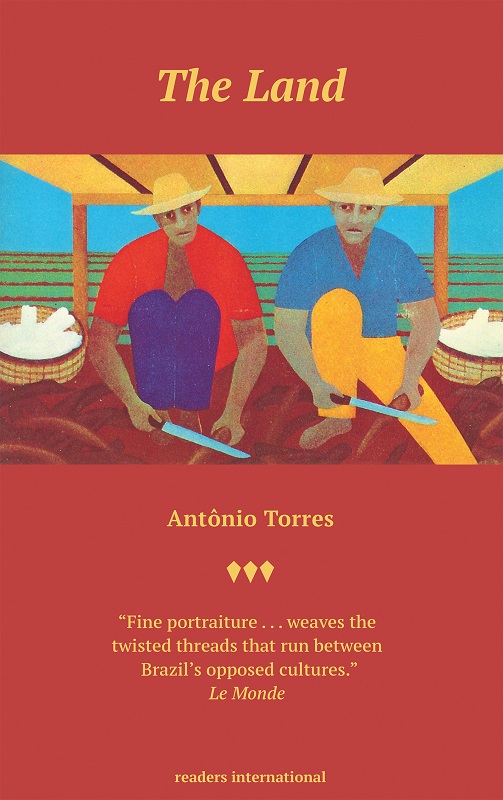 The Land
Antônio Torres
“Fine portraiture . . . weaves the
twisted threads that run between
Brazil’s opposed cultures.”
Le Monde
readers international